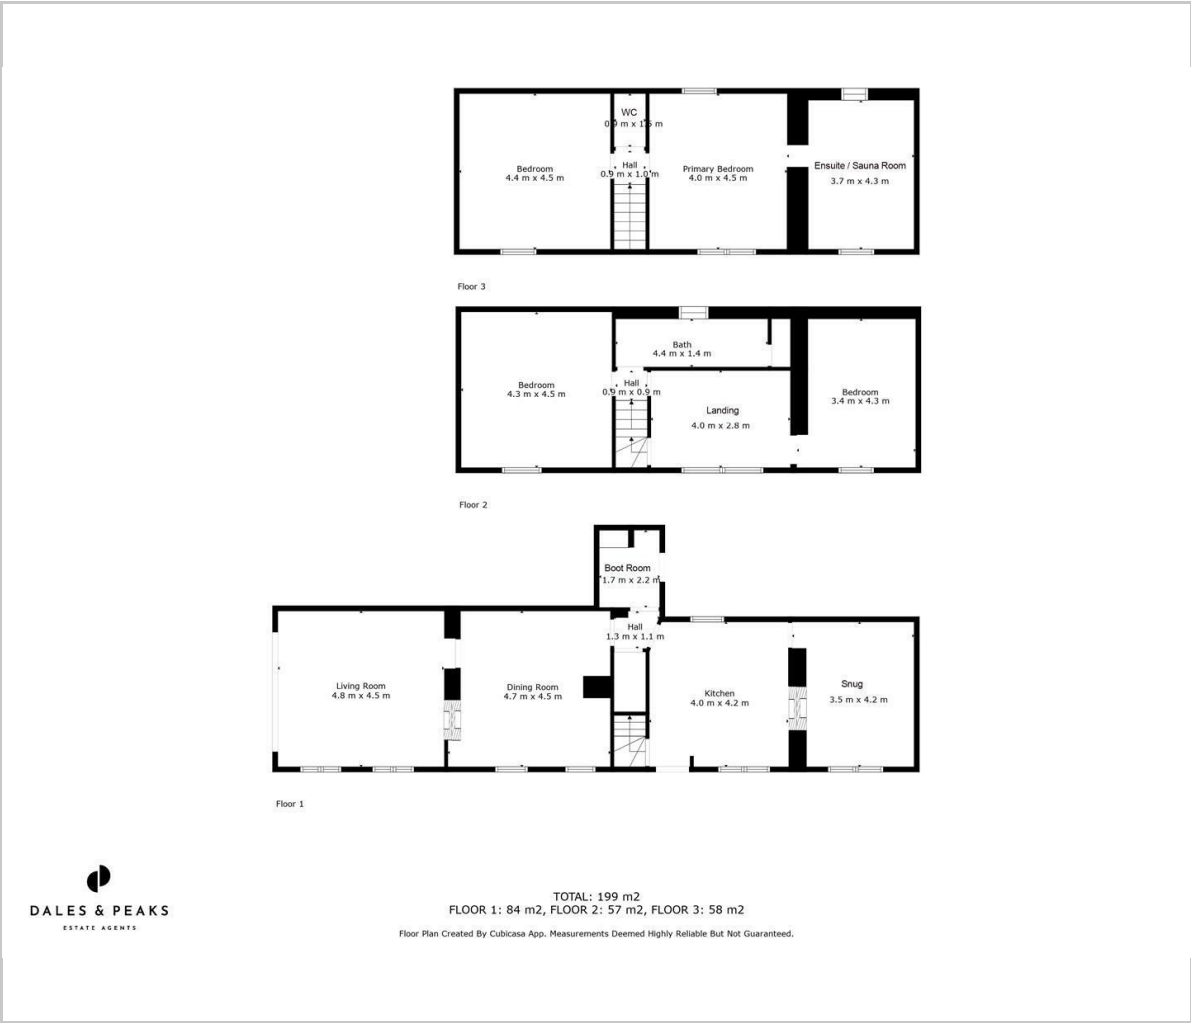 WC
0.9 m x 1.5 m
Hall
0.9 m x 1.0 m
Bedroom
4.4 m x 4.5 m
Primary Bedroom
4.0 m x 4.5 m
Ensuite / Sauna Room
3.7 m x 4.3 m
Floor 3
Bath
4.4 m x 1.4 m
Bedroom
4.3 m x 4.5 m
Hall
0.9 m x 0.9 m
Landing
4.0 m x 2.8 m
Bedroom
3.4 m x 4.3 m
Floor 2
Boot Room
1.7 m x 2.2 m
Hall
1.3 m x 1.1 m
Living Room
4.8 m x 4.5 m
Dining Room
4.7 m x 4.5 m
Kitchen
4.0 m x 4.2 m
Snug
3.5 m x 4.2 m
Floor 1
DALES & PEAKS
ESTATE AGENTS
TOTAL: 199 m2
FLOOR 1: 84 m2, FLOOR 2: 57 m2, FLOOR 3: 58 m2
Floor Plan Created By Cubicasa App. Measurements Deemed Highly Reliable But Not Guaranteed.